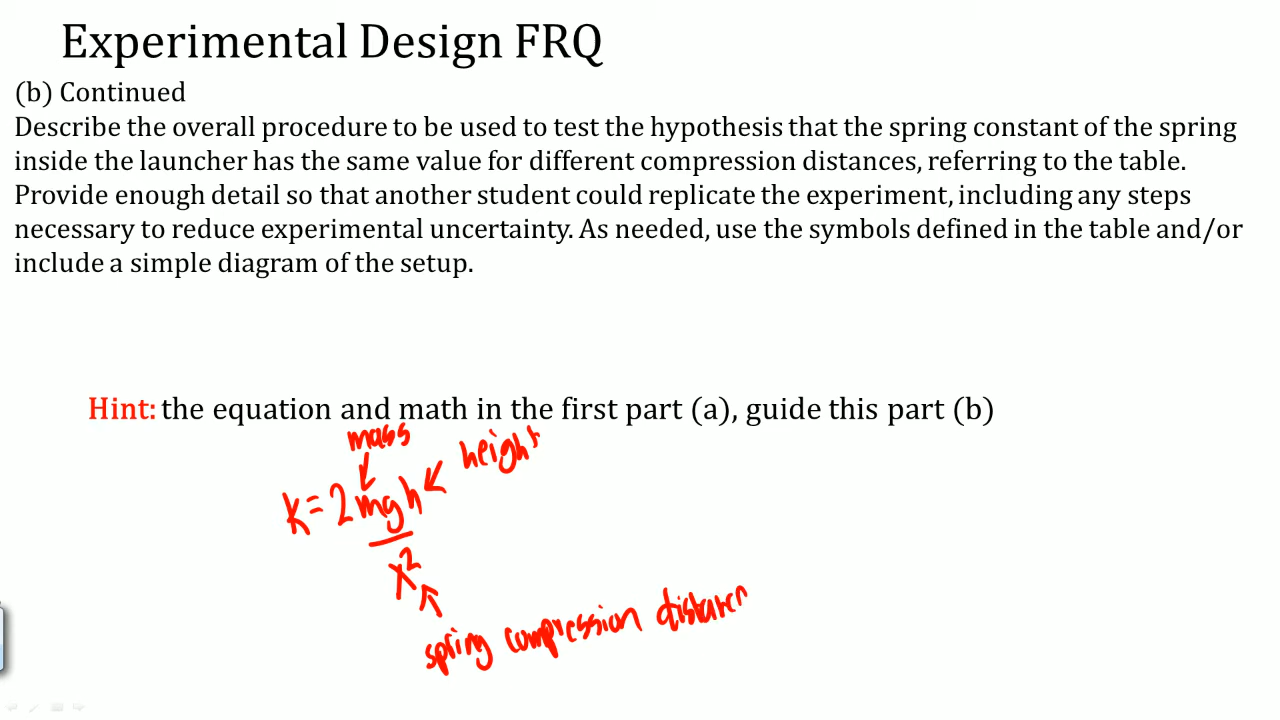 Experimental Design FRQ
(b) Continued
Describe the overall procedure to be used to test the hypothesis that the spring constant of the spring
inside the launcher has the same value for different compression distances, referring to the table.
Provide enough detail so that another student could replicate the experiment, including any steps
necessary to reduce experimental uncertainty. As needed, use the symbols defined in the table and/or
include a simple diagram of the setup.
Hint: the equation and math in the first part (a), guide this part (b)
mass
height
k = 2mgh
x²
spring compression